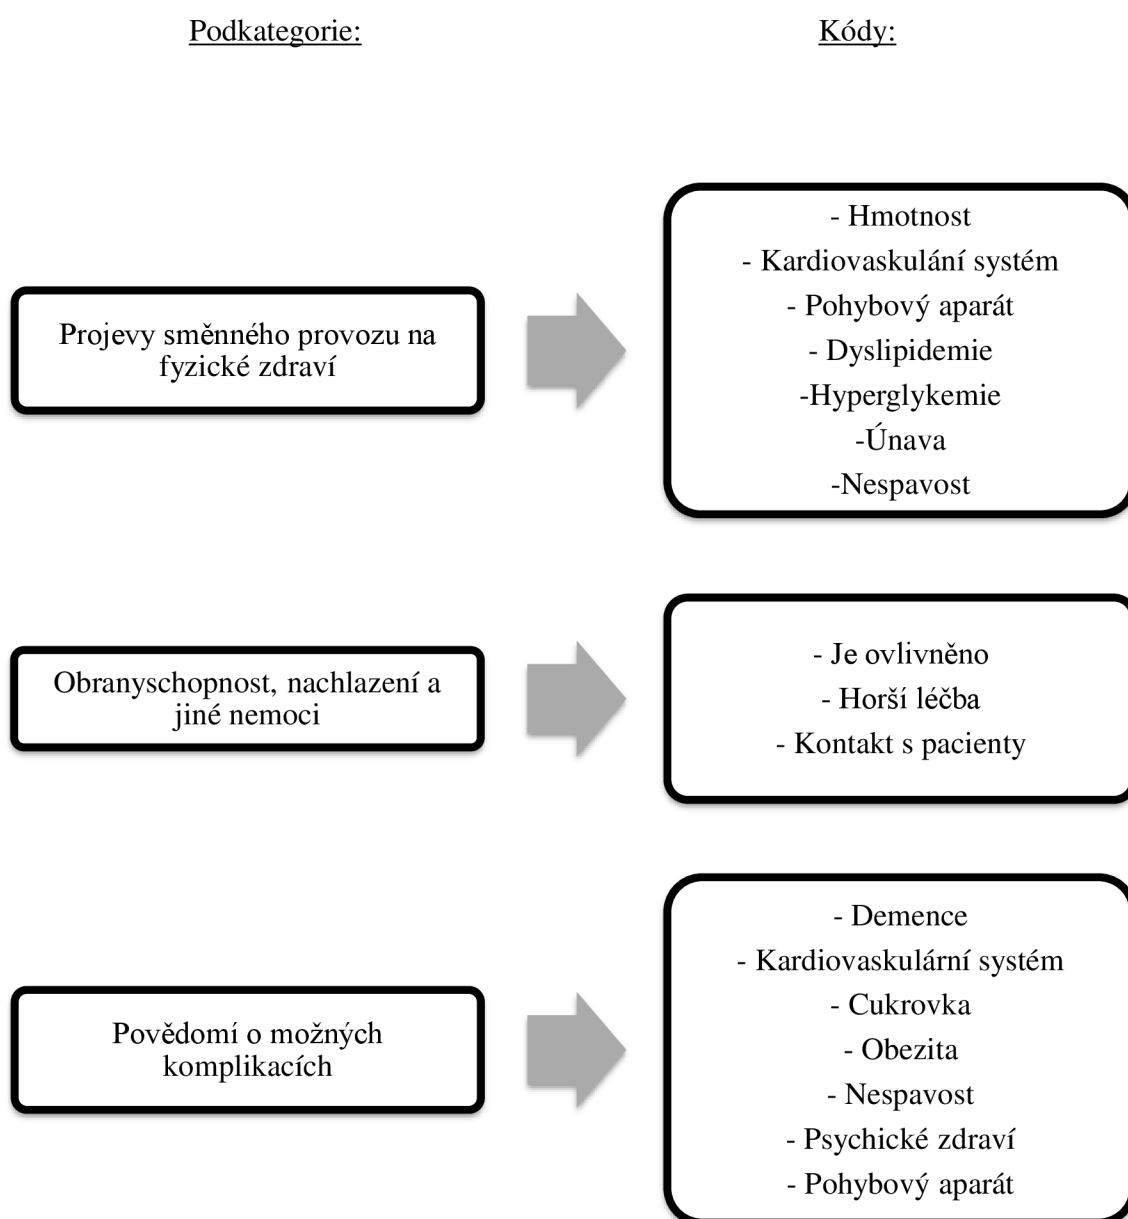 Podkategorie:
Kódy:
Projevy směnného provozu na
fyzické zdraví
- Hmotnost
- Kardiovaskulání systém
- Pohybový aparát
- Dyslipidemie
-Hyperglykemie
-Únava
-Nespavost
Obranyschopnost, nachlazení a
jiné nemoci
- Je ovlivněno
- Horší léčba
- Kontakt s pacienty
Povědomí o možných
komplikacích
- Demence
- Kardiovaskulární systém
- Cukrovka
- Obezita
- Nespavost
- Psychické zdraví
- Pohybový aparát